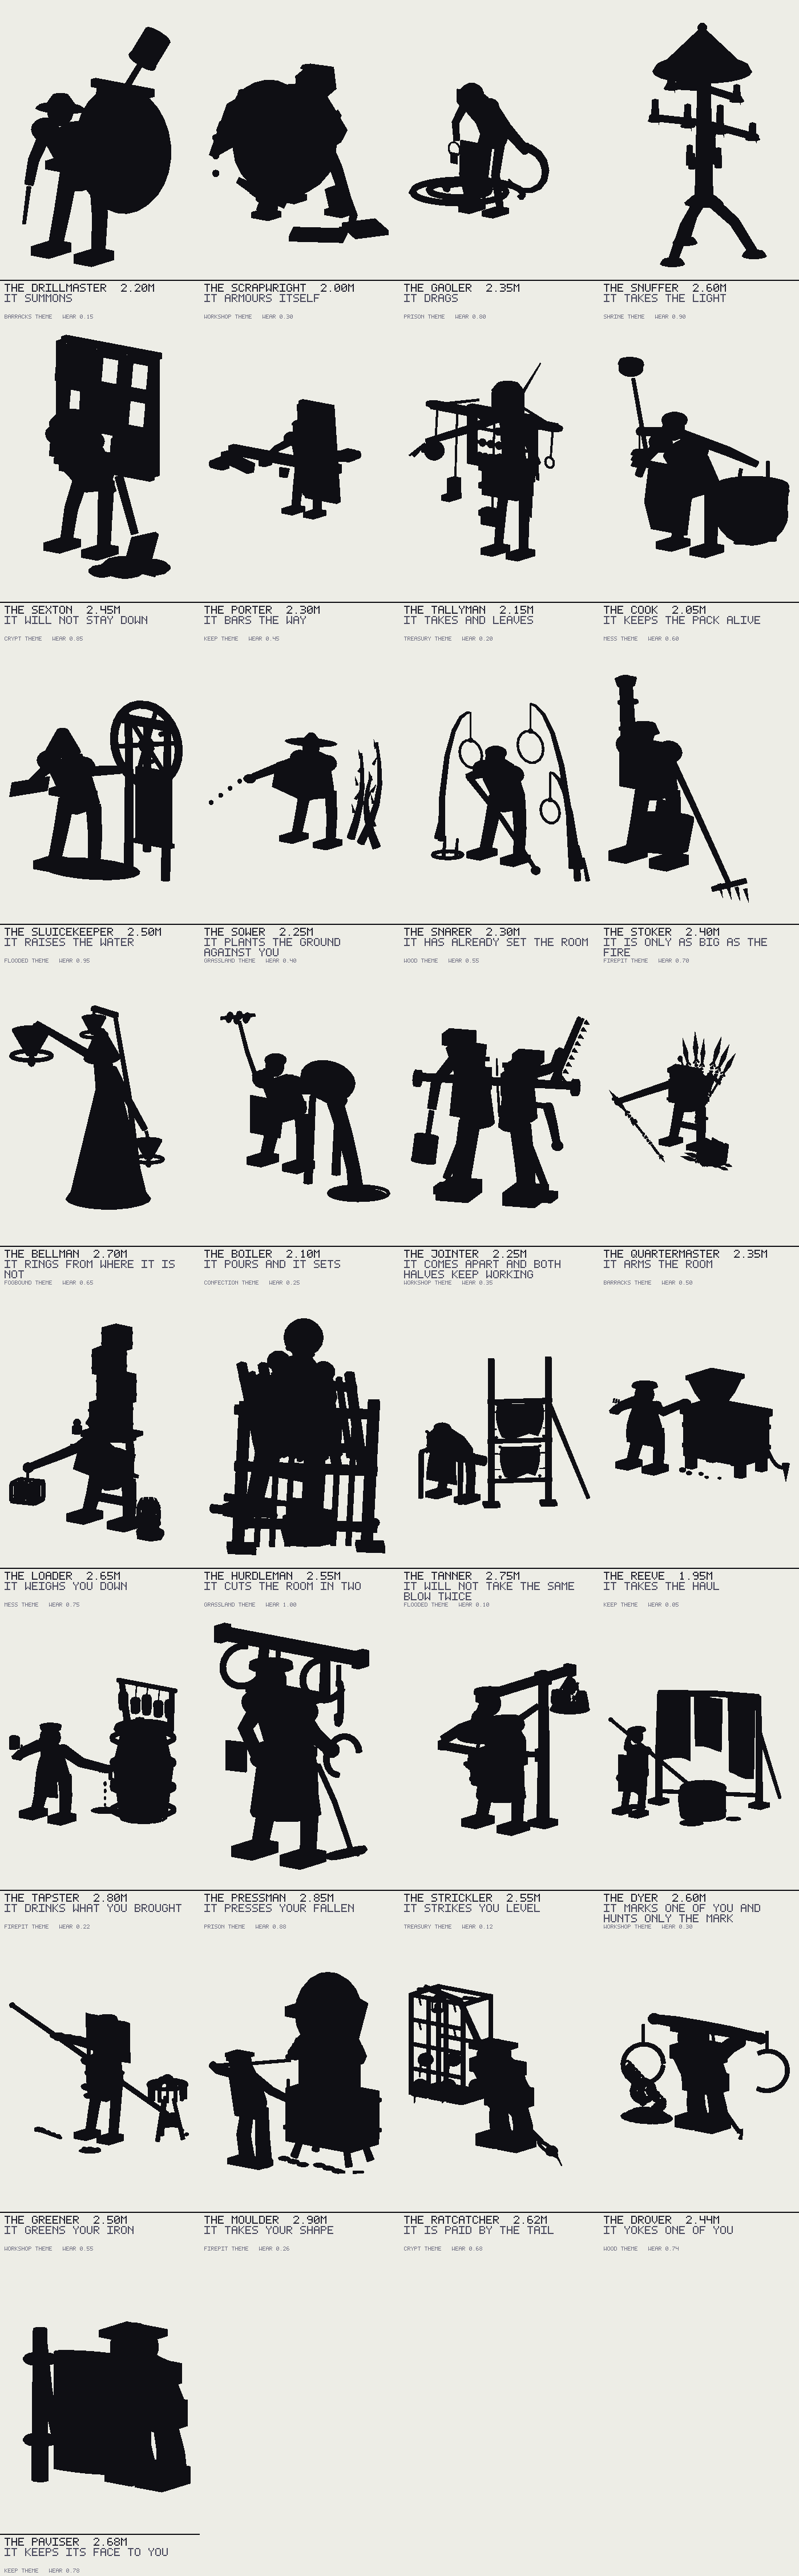 THE DRILLMASTER 2.20M
IT SUMMONS
BARRACKS THEME WEAR 0.15
THE SCRAPWRIGHT 2.00M
IT ARMOURS ITSELF
WORKSHOP THEME WEAR 0.30
THE GAOLER 2.35M
IT DRAGS
PRISON THEME WEAR 0.80
THE SNUFFER 2.60M
IT TAKES THE LIGHT
SHRINE THEME WEAR 0.90
THE SEXTON 2.45M
IT WILL NOT STAY DOWN
CRYPT THEME WEAR 0.85
THE PORTER 2.30M
IT BARS THE WAY
KEEP THEME WEAR 0.45
THE TALLYMAN 2.15M
IT TAKES AND LEAVES
TREASURY THEME WEAR 0.20
THE COOK 2.05M
IT KEEPS THE PACK ALIVE
MESS THEME WEAR 0.60
THE SLUICEKEEPER 2.50M
IT RAISES THE WATER
FLOODED THEME WEAR 0.95
THE SOWER 2.25M
IT PLANTS THE GROUND
AGAINST YOU
GRASSLAND THEME WEAR 0.40
THE SNARER 2.30M
IT HAS ALREADY SET THE ROOM
WOOD THEME WEAR 0.55
THE STOKER 2.40M
IT IS ONLY AS BIG AS THE
FIRE
FIREPIT THEME WEAR 0.70
THE BELLMAN 2.70M
IT RINGS FROM WHERE IT IS
NOT
FOGBOUND THEME WEAR 0.65
THE BOILER 2.10M
IT POURS AND IT SETS
CONFECTION THEME WEAR 0.25
THE JOINTER 2.25M
IT COMES APART AND BOTH
HALVES KEEP WORKING
WORKSHOP THEME WEAR 0.35
THE QUARTERMASTER 2.35M
IT ARMS THE ROOM
BARRACKS THEME WEAR 0.50
THE LOADER 2.65M
IT WEIGHS YOU DOWN
MESS THEME WEAR 0.75
THE HURDLEMAN 2.55M
IT CUTS THE ROOM IN TWO
GRASSLAND THEME WEAR 1.00
THE TANNER 2.75M
IT WILL NOT TAKE THE SAME
BLOW TWICE
FLOODED THEME WEAR 0.10
THE REEVE 1.95M
IT TAKES THE HAUL
KEEP THEME WEAR 0.05
THE TAPSTER 2.80M
IT DRINKS WHAT YOU BROUGHT
FIREPIT THEME WEAR 0.22
THE PRESSMAN 2.85M
IT PRESSES YOUR FALLEN
PRISON THEME WEAR 0.88
THE STRICKLER 2.55M
IT STRIKES YOU LEVEL
TREASURY THEME WEAR 0.12
THE DYER 2.60M
IT MARKS ONE OF YOU AND
HUNTS ONLY THE MARK
WORKSHOP THEME WEAR 0.30
THE GREENER 2.50M
IT GREENS YOUR IRON
WORKSHOP THEME WEAR 0.55
THE MOULDER 2.90M
IT TAKES YOUR SHAPE
FIREPIT THEME WEAR 0.26
THE RATCATCHER 2.62M
IT IS PAID BY THE TAIL
CRYPT THEME WEAR 0.68
THE DROVER 2.44M
IT YOKES ONE OF YOU
WOOD THEME WEAR 0.74
THE PAVISER 2.68M
IT KEEPS ITS FACE TO YOU
KEEP THEME WEAR 0.78